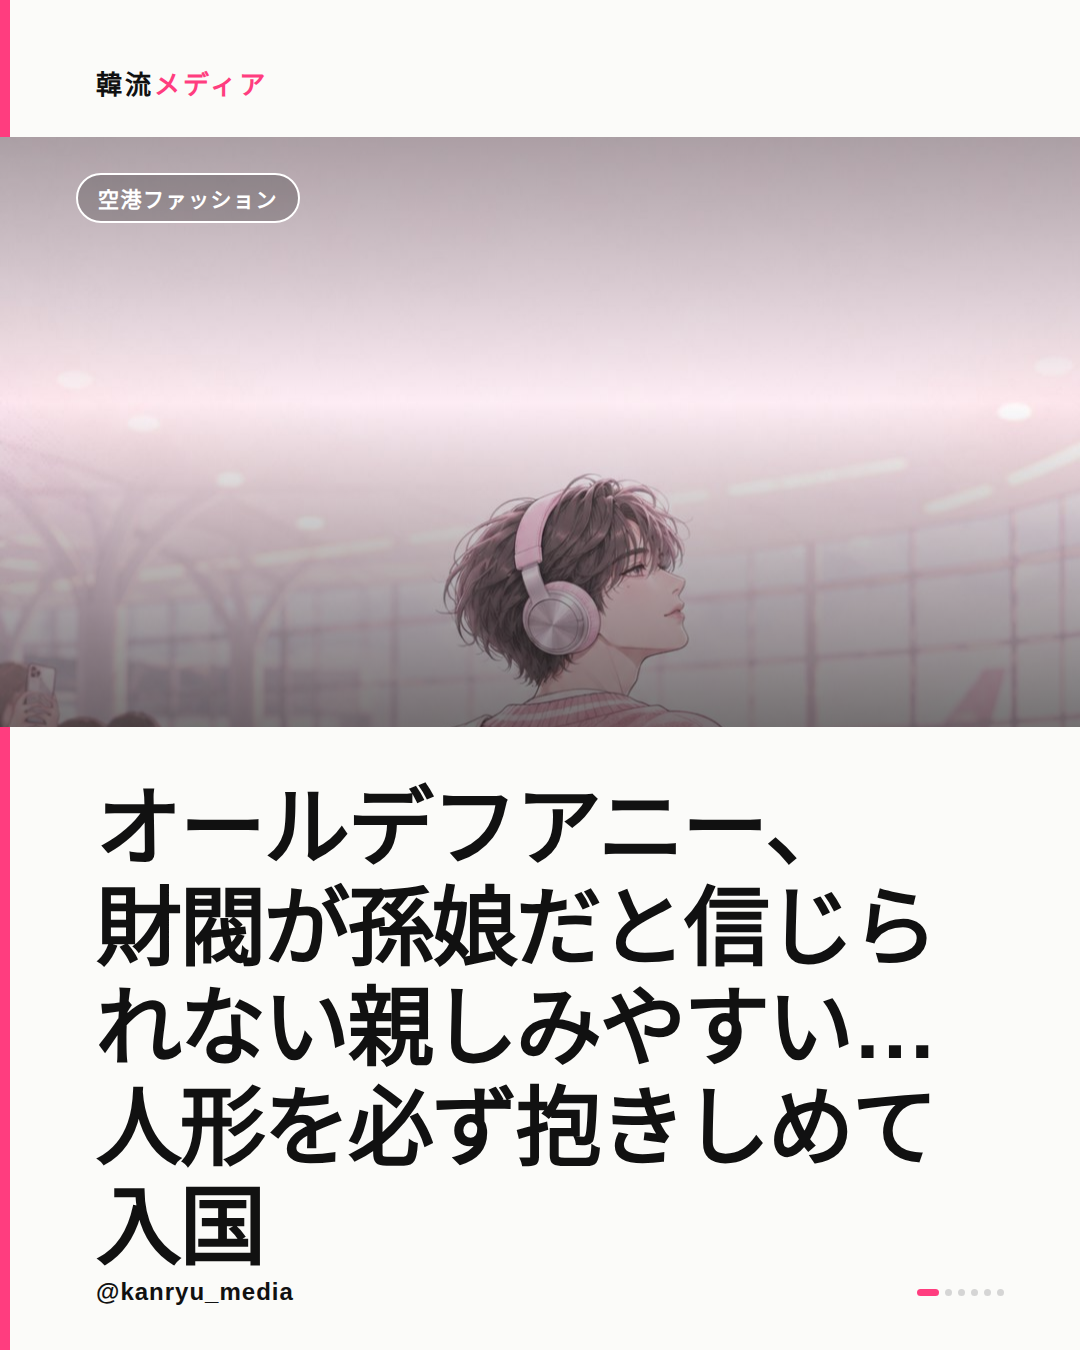 韓流メディア
空港ファッション
オールデフアニー、
財閥が孫娘だと信じら
れない親しみやすい…
人形を必ず抱きしめて
入国
@kanryu_media